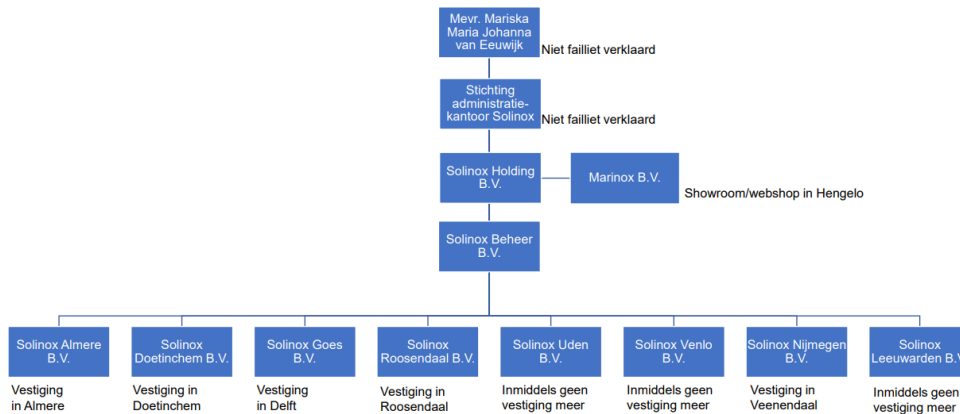 Mevr. Mariska
Maria Johanna
van Eeuwijk
Niet failliet verklaard
Stichting
administratie-
kantoor Solinox
Niet failliet verklaard
Solinox Holding
B.V.
Marinox B.V.
Showroom/webshop in Hengelo
Solinox Beheer
B.V.
Solinox Almere
B.V.
Vestiging
in Almere
Solinox
Doetinchem B.V.
Vestiging in
Doetinchem
Solinox Goes
B.V.
Vestiging
in Delft
Solinox
Roosendaal B.V.
Vestiging in
Roosendaal
Solinox Uden
B.V.
Inmiddels geen
vestiging meer
Solinox Venlo
B.V.
Inmiddels geen
vestiging meer
Solinox Nijmegen
B.V.
Vestiging in
Veenendaal
Solinox
Leeuwarden B.V.
Inmiddels geen
vestiging meer